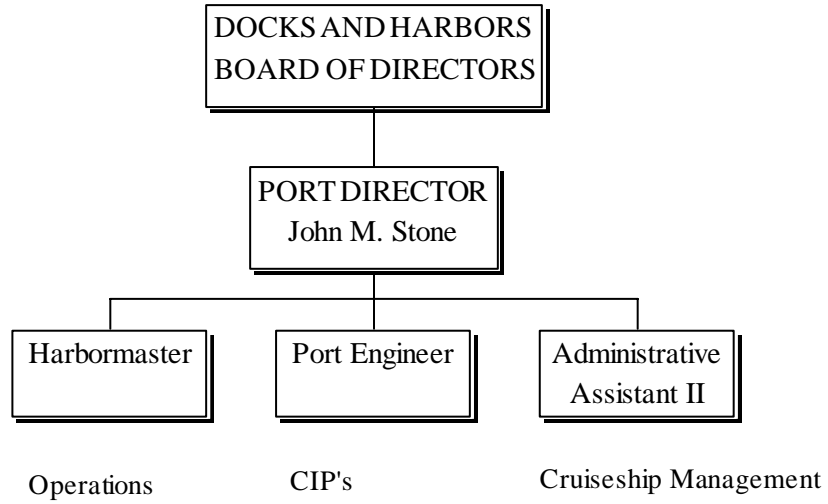 DOCKS AND HARBORS
BOARD OF DIRECTORS
PORT DIRECTOR
John M. Stone
Harbormaster
Port Engineer
Administrative
Assistant II
Operations
CIP's
Cruiseship Management